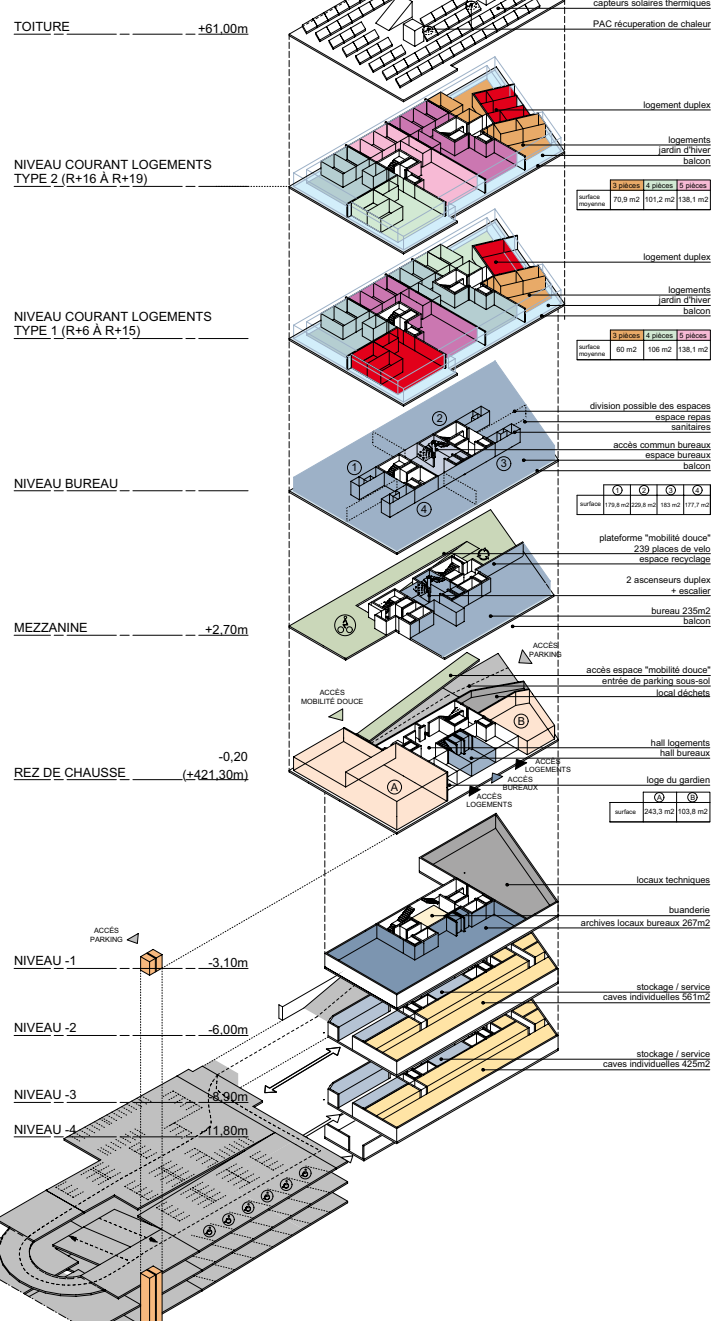 capteurs solaires thermiques
TOITURE +61,00m
PAC récuperation de chaleur
logement duplex
logements
jardin d'hiver
balcon
NIVEAU COURANT LOGEMENTS
TYPE 2 (R+16 À R+19)
3 pièces 4 pièces 5 pièces
surface moyenne 70,9 m2 101,2 m2 138,1 m2
logement duplex
logements
jardin d'hiver
balcon
NIVEAU COURANT LOGEMENTS
TYPE 1 (R+6 À R+15)
3 pièces 4 pièces 5 pièces
surface moyenne 60 m2 106 m2 138,1 m2
division possible des espaces
espace repas
sanitaires
accès commun bureaux
espace bureaux
balcon
1
2
3
4
NIVEAU BUREAU
1 2 3 4
surface 179,8 m2 229,8 m2 183 m2 177,7 m2
plateforme "mobilité douce"
239 places de velo
espace recyclage
2 ascenseurs duplex
+ escalier
bureau 235m2
balcon
MEZZANINE +2,70m
ACCÈS
PARKING
accès espace "mobilité douce"
entrée de parking sous-sol
local déchets
ACCÈS
MOBILITÉ DOUCE
B
hall logements
hall bureaux
-0,20
REZ DE CHAUSSE (+421,30m)
A
ACCÈS
LOGEMENTS
ACCÈS
BUREAUX
ACCÈS
LOGEMENTS
loge du gardien
A B
surface 243,3 m2 103,8 m2
locaux techniques
buanderie
archives locaux bureaux 267m2
ACCÈS
PARKING
NIVEAU -1 -3,10m
stockage / service
caves individuelles 561m2
NIVEAU -2 -6,00m
stockage / service
caves individuelles 425m2
NIVEAU -3 -8,90m
NIVEAU -4 -11,80m